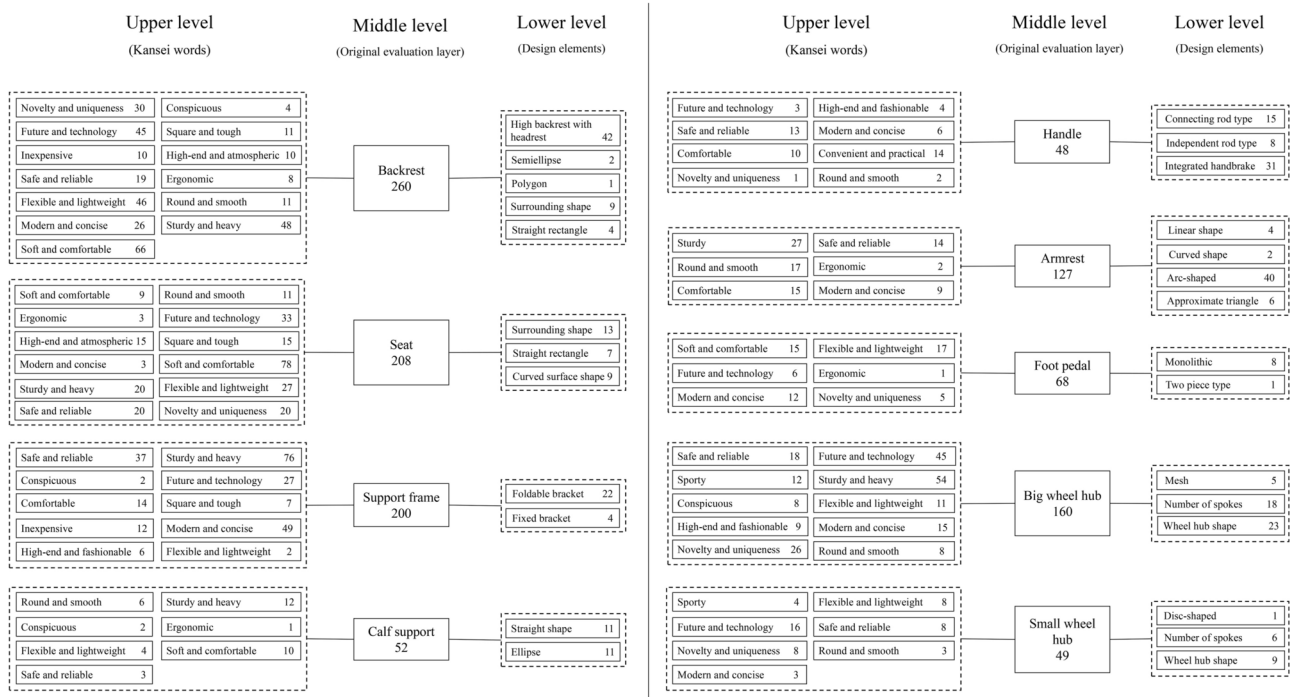 Upper level
(Kansei words)
Middle level
(Original evaluation layer)
Lower level
(Design elements)
Novelty and uniqueness 30
Conspicuous 4
Future and technology 45
Square and tough 11
Inexpensive 10
High-end and atmospheric 10
Safe and reliable 19
Ergonomic 8
Flexible and lightweight 46
Round and smooth 11
Modern and concise 26
Sturdy and heavy 48
Soft and comfortable 66
Backrest
260
High backrest with
headrest 42
Semiellipse 2
Polygon 1
Surrounding shape 9
Straight rectangle 4
Soft and comfortable 9
Round and smooth 11
Ergonomic 3
Future and technology 33
High-end and atmospheric 15
Square and tough 15
Modern and concise 3
Soft and comfortable 78
Sturdy and heavy 20
Flexible and lightweight 27
Safe and reliable 20
Novelty and uniqueness 20
Seat
208
Surrounding shape 13
Straight rectangle 7
Curved surface shape 9
Safe and reliable 37
Sturdy and heavy 76
Conspicuous 2
Future and technology 27
Comfortable 14
Square and tough 7
Inexpensive 12
Modern and concise 49
High-end and fashionable 6
Flexible and lightweight 2
Support frame
200
Foldable bracket 22
Fixed bracket 4
Round and smooth 6
Sturdy and heavy 12
Conspicuous 2
Ergonomic 1
Flexible and lightweight 4
Soft and comfortable 10
Safe and reliable 3
Calf support
52
Straight shape 11
Ellipse 11
Upper level
(Kansei words)
Middle level
(Original evaluation layer)
Lower level
(Design elements)
Future and technology 3
High-end and fashionable 4
Safe and reliable 13
Modern and concise 6
Comfortable 10
Convenient and practical 14
Novelty and uniqueness 1
Round and smooth 2
Handle
48
Connecting rod type 15
Independent rod type 8
Integrated handbrake 31
Sturdy 27
Safe and reliable 14
Round and smooth 17
Ergonomic 2
Comfortable 15
Modern and concise 9
Armrest
127
Linear shape 4
Curved shape 2
Arc-shaped 40
Approximate triangle 6
Soft and comfortable 15
Flexible and lightweight 17
Future and technology 6
Ergonomic 1
Modern and concise 12
Novelty and uniqueness 5
Foot pedal
68
Monolithic 8
Two piece type 1
Safe and reliable 18
Future and technology 45
Sporty 12
Sturdy and heavy 54
Conspicuous 8
Flexible and lightweight 11
High-end and fashionable 9
Modern and concise 15
Novelty and uniqueness 26
Round and smooth 8
Big wheel hub
160
Mesh 5
Number of spokes 18
Wheel hub shape 23
Sporty 4
Flexible and lightweight 8
Future and technology 16
Safe and reliable 8
Novelty and uniqueness 8
Round and smooth 3
Modern and concise 3
Small wheel
hub
49
Disc-shaped 1
Number of spokes 6
Wheel hub shape 9